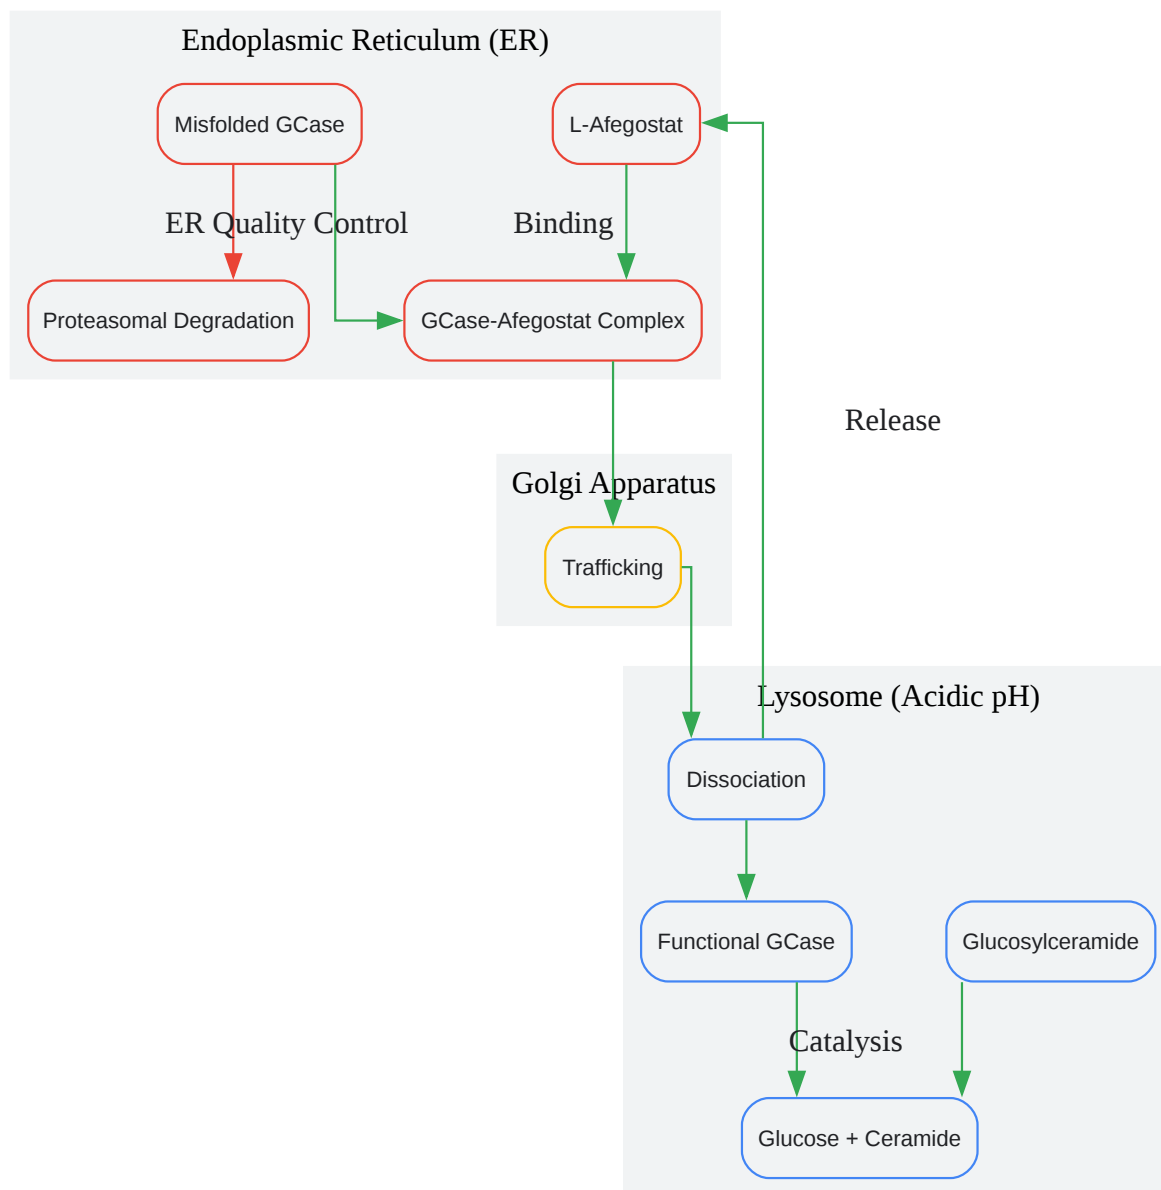 Endoplasmic Reticulum (ER)
Misfolded GCase
L-Afegostat
ER Quality Control
Binding
Proteasomal Degradation
GCase-Afegostat Complex
Release
Golgi Apparatus
Trafficking
Lysosome (Acidic pH)
Dissociation
Functional GCase
Glucosylceramide
Catalysis
Glucose + Ceramide